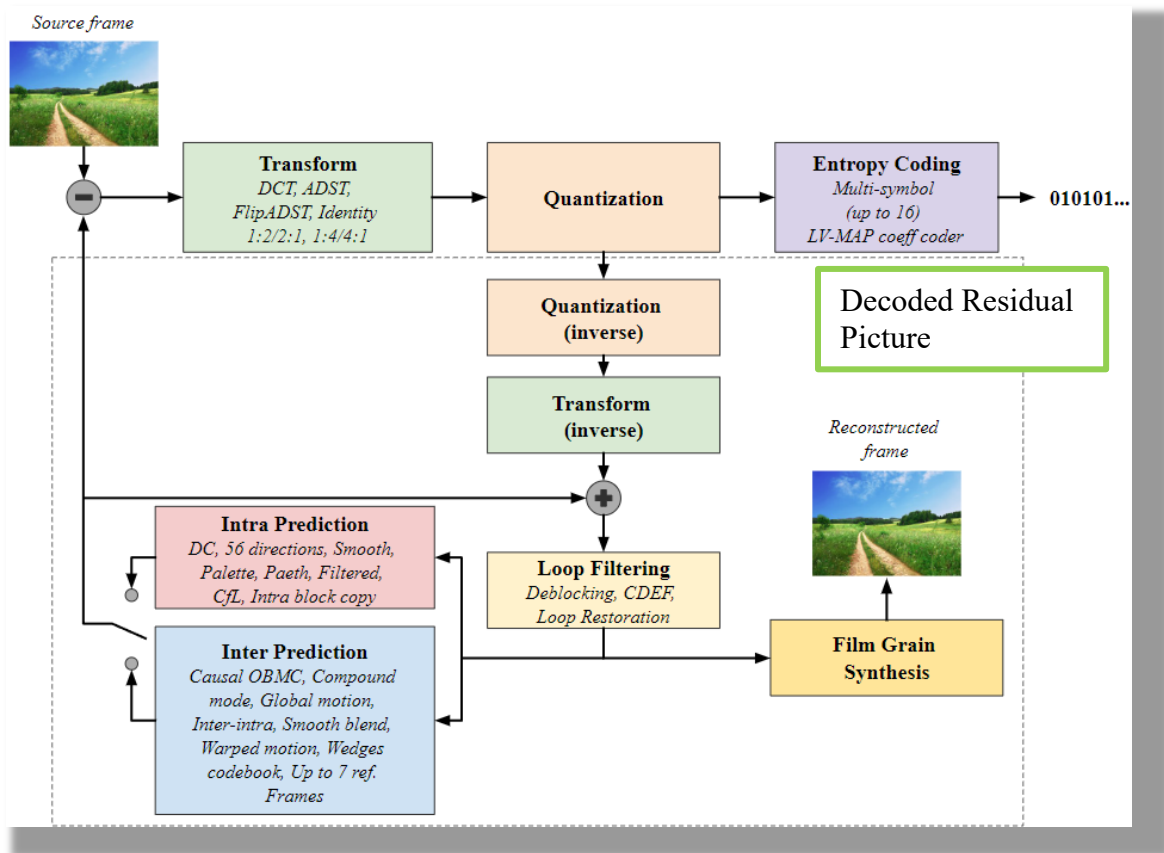 Source frame
Transform
DCT, ADST,
FlipADST, Identity
1:2/2:1, 1:4/4:1
Quantization
Entropy Coding
Multi-symbol
(up to 16)
LV-MAP coeff coder
010101...
Quantization
(inverse)
Decoded Residual
Picture
Transform
(inverse)
Reconstructed
frame
Intra Prediction
DC, 56 directions, Smooth,
Palette, Paeth, Filtered,
CfL, Intra block copy
Loop Filtering
Deblocking, CDEF,
Loop Restoration
Inter Prediction
Causal OBMC, Compound
mode, Global motion,
Inter-intra, Smooth blend,
Warped motion, Wedges
codebook, Up to 7 ref.
Frames
Film Grain
Synthesis